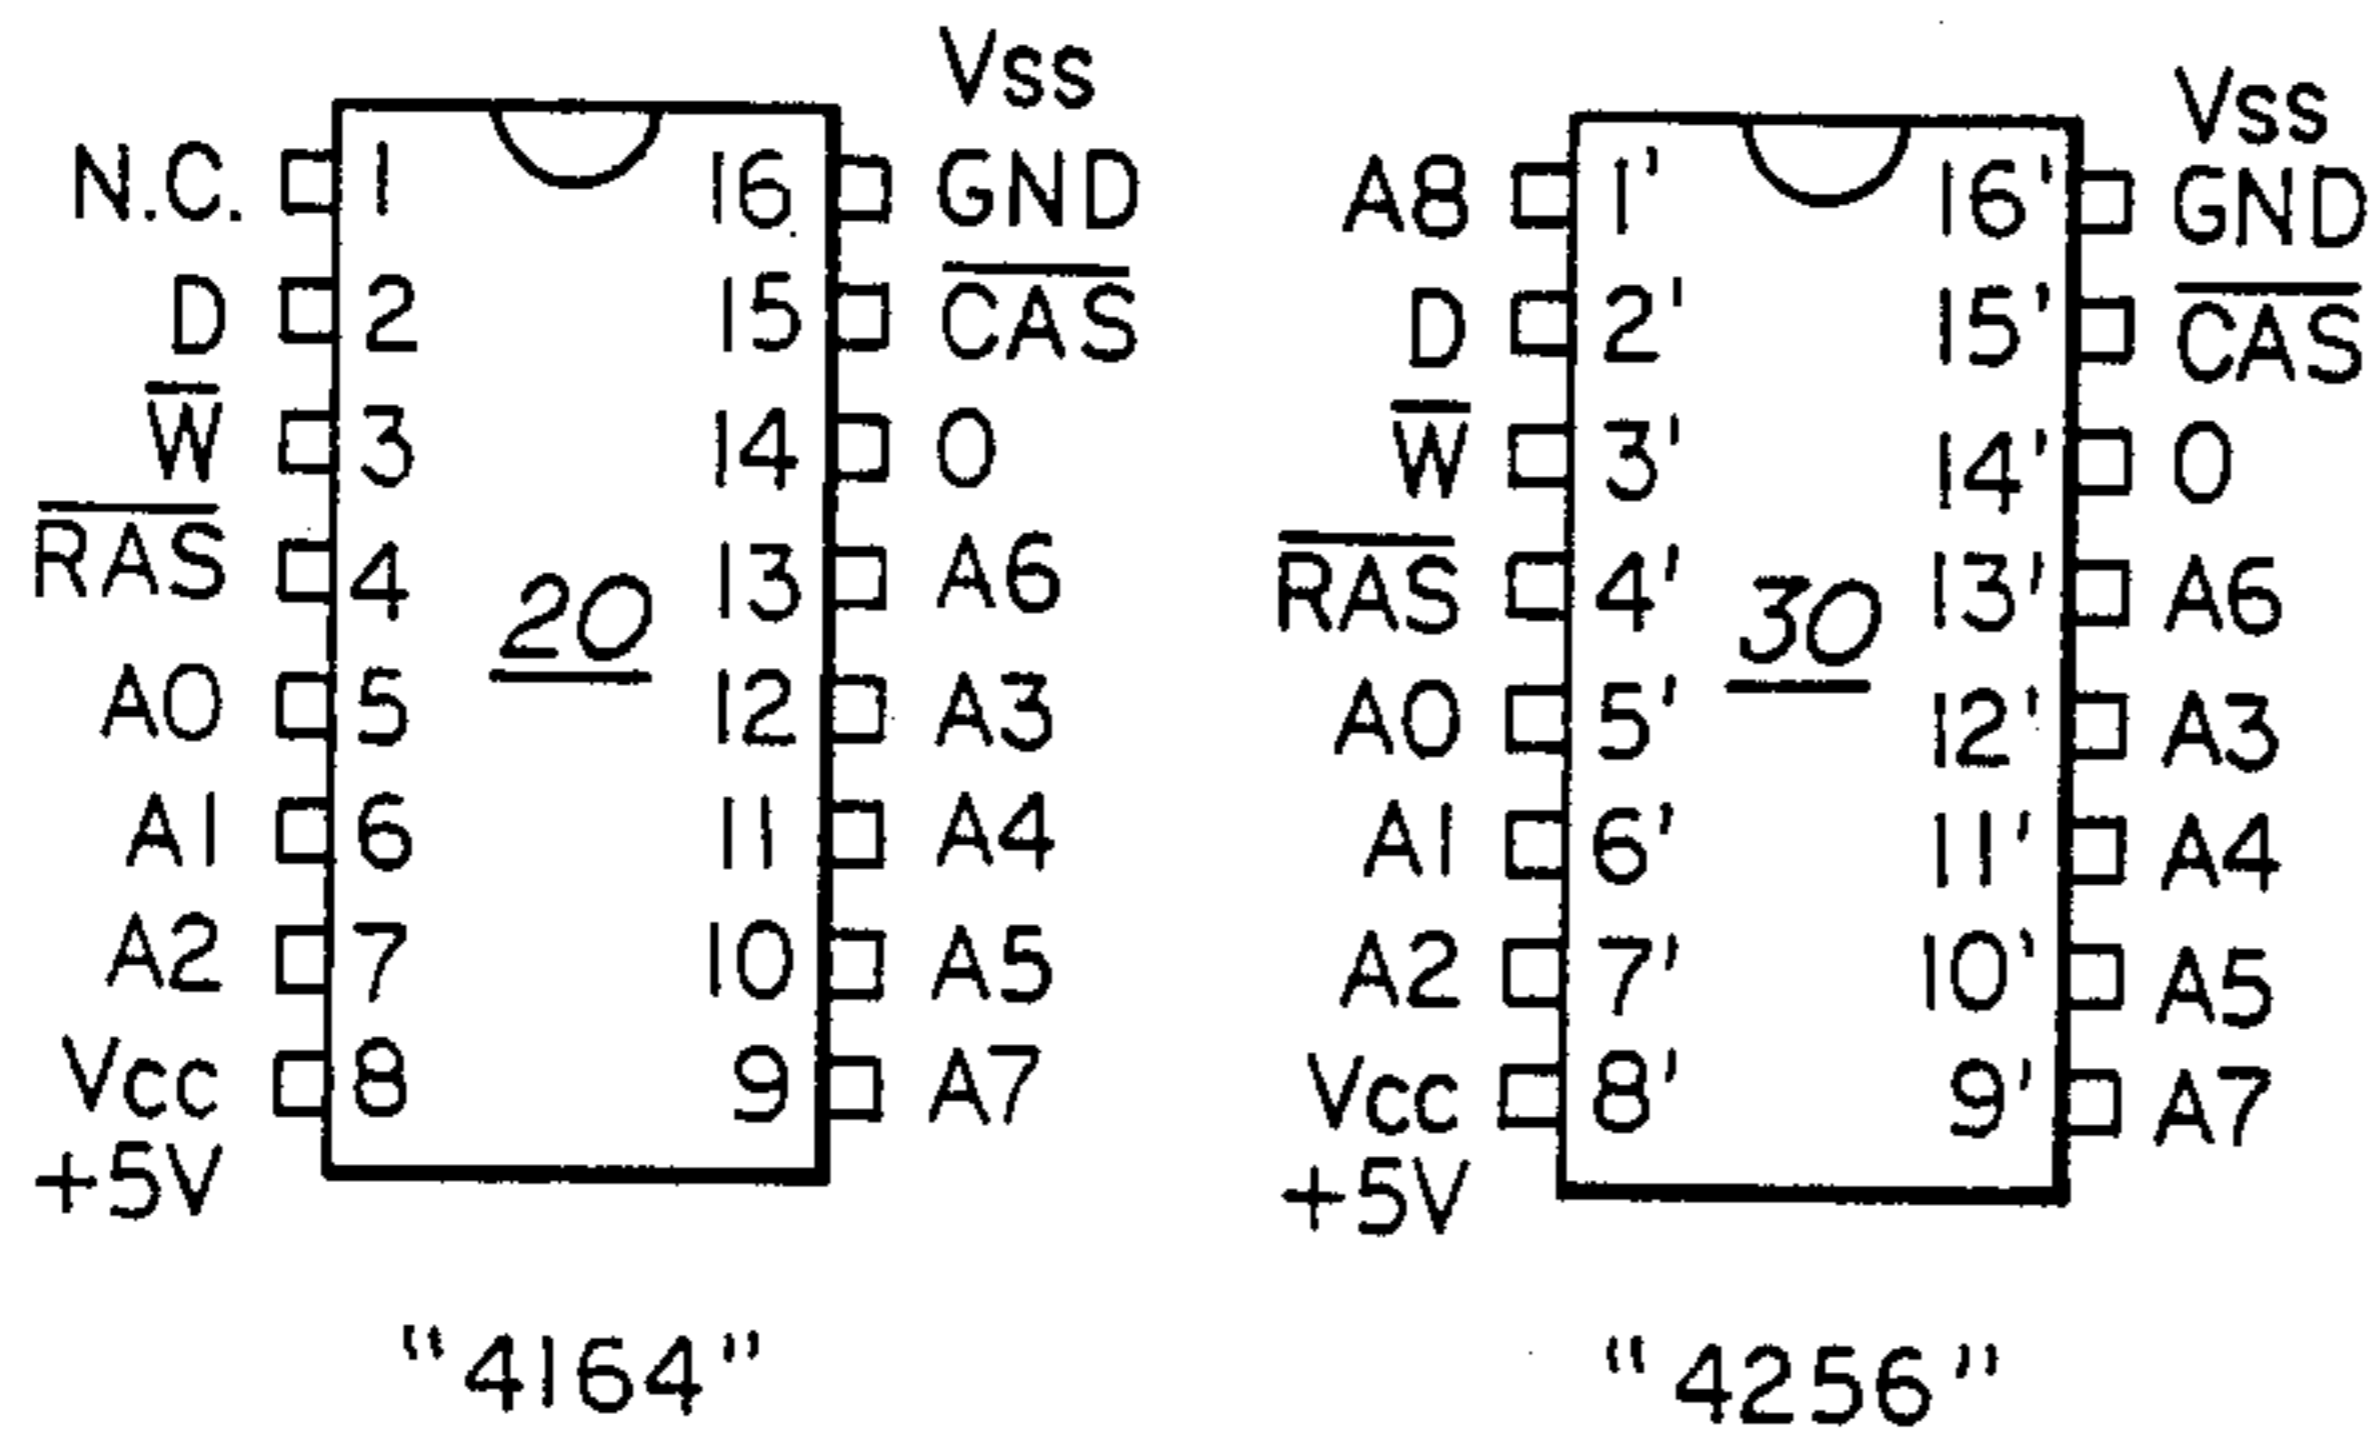 Vss
N.C. 1 16 GND
D 2 15 CAS
W 3 14 O
RAS 4 13 A6
20
A0 5 12 A3
A1 6 11 A4
A2 7 10 A5
Vcc 8 9 A7
+5V
"4164"
Vss
A8 1' 16' GND
D 2' 15' CAS
W 3' 14' O
RAS 4' 13' A6
30
A0 5' 12' A3
A1 6' 11' A4
A2 7' 10' A5
Vcc 8' 9' A7
+5V
"4256"